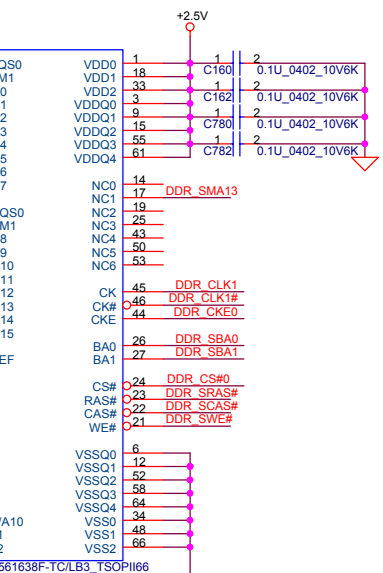 +2.5V
QS0 VDD0 1 1 2
M1 VDD1 18 C160 0.1U_0402_10V6K
0 VDD2 33 1 2
1 VDDQ0 3 C162 0.1U_0402_10V6K
2 VDDQ1 9 1 2
3 VDDQ2 15 C780 0.1U_0402_10V6K
4 VDDQ3 55 1 2
5 VDDQ4 61 C782 0.1U_0402_10V6K
6
7 NC0 14
NC1 17 DDR_SMA13
QS0 NC2 19
M1 NC3 25
8 NC4 43
9 NC5 50
10 NC6 53
11
12 CK 45 DDR_CLK1
13 CK# 46 DDR_CLK1#
14 CKE 44 DDR_CKE0
15
BA0 26 DDR_SBA0
EF BA1 27 DDR_SBA1
CS# 24 DDR_CS#0
RAS# 23 DDR_SRAS#
CAS# 22 DDR_SCAS#
WE# 21 DDR_SWE#
VSSQ0 6
VSSQ1 12
VSSQ2 52
VSSQ3 58
VSSQ4 64
/A10 VSS0 34
1 VSS1 48
2 VSS2 66
561638F-TC/LB3_TSOPII66